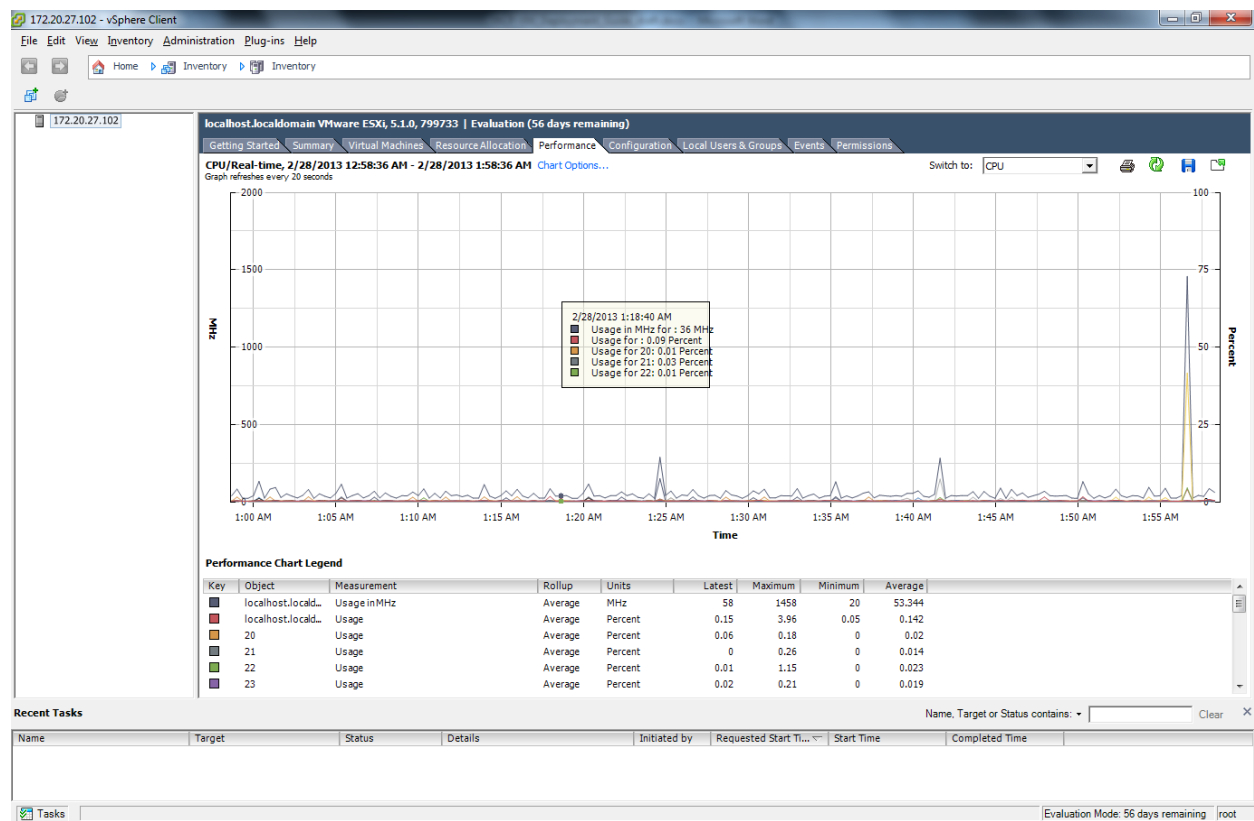 172.20.27.102 - vSphere Client
File Edit View Inventory Administration Plug-ins Help
Home Inventory Inventory
172.20.27.102
localhost.localdomain VMware ESXi, 5.1.0, 799733 | Evaluation (56 days remaining)
Getting Started Summary Virtual Machines Resource Allocation Performance Configuration Local Users & Groups Events Permissions
CPU/Real-time, 2/28/2013 12:58:36 AM - 2/28/2013 1:58:36 AM Chart Options... Switch to: CPU
Graph refreshes every 20 seconds
2000 100
1500 75
2/28/2013 1:18:40 AM
Usage in MHz for : 36 MHz
Usage for : 0.09 Percent
Usage for 20: 0.01 Percent
Usage for 21: 0.03 Percent
Usage for 22: 0.01 Percent
MHz
Percent
1000 50
500 25
0 0
1:00 AM 1:05 AM 1:10 AM 1:15 AM 1:20 AM 1:25 AM 1:30 AM 1:35 AM 1:40 AM 1:45 AM 1:50 AM 1:55 AM
Time
Performance Chart Legend
Key Object Measurement Rollup Units Latest Maximum Minimum Average
localhost.locald... Usage in MHz Average MHz 58 1458 20 53.344
localhost.locald... Usage Average Percent 0.15 3.96 0.05 0.142
20 Usage Average Percent 0.06 0.18 0 0.02
21 Usage Average Percent 0 0.26 0 0.014
22 Usage Average Percent 0.01 1.15 0 0.023
23 Usage Average Percent 0.02 0.21 0 0.019
Recent Tasks Name, Target or Status contains: Clear
Name Target Status Details Initiated by Requested Start Ti... Start Time Completed Time
Tasks Evaluation Mode: 56 days remaining root